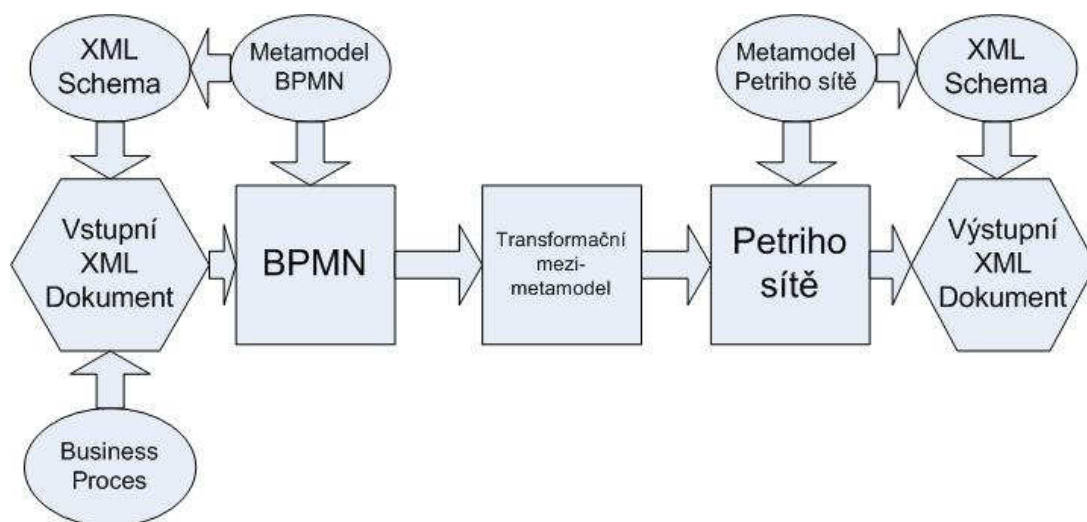 XML
Schema
Metamodel
BPMN
Metamodel
Petriho sítě
XML
Schema
Vstupní
XML
Dokument
BPMN
Transformační
mezi-
metamodel
Petriho
sítě
Výstupní
XML
Dokument
Business
Proces